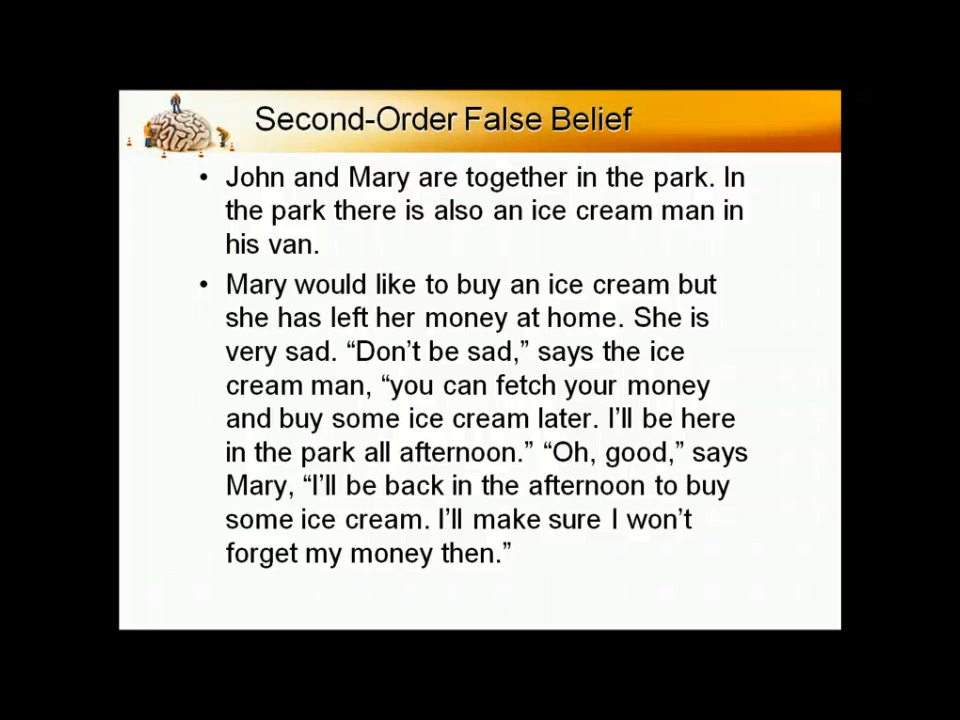 Second-Order False Belief
• John and Mary are together in the park. In
the park there is also an ice cream man in
his van.
• Mary would like to buy an ice cream but
she has left her money at home. She is
very sad. “Don’t be sad,” says the ice
cream man, “you can fetch your money
and buy some ice cream later. I’ll be here
in the park all afternoon.” “Oh, good,” says
Mary, “I’ll be back in the afternoon to buy
some ice cream. I’ll make sure I won’t
forget my money then.”